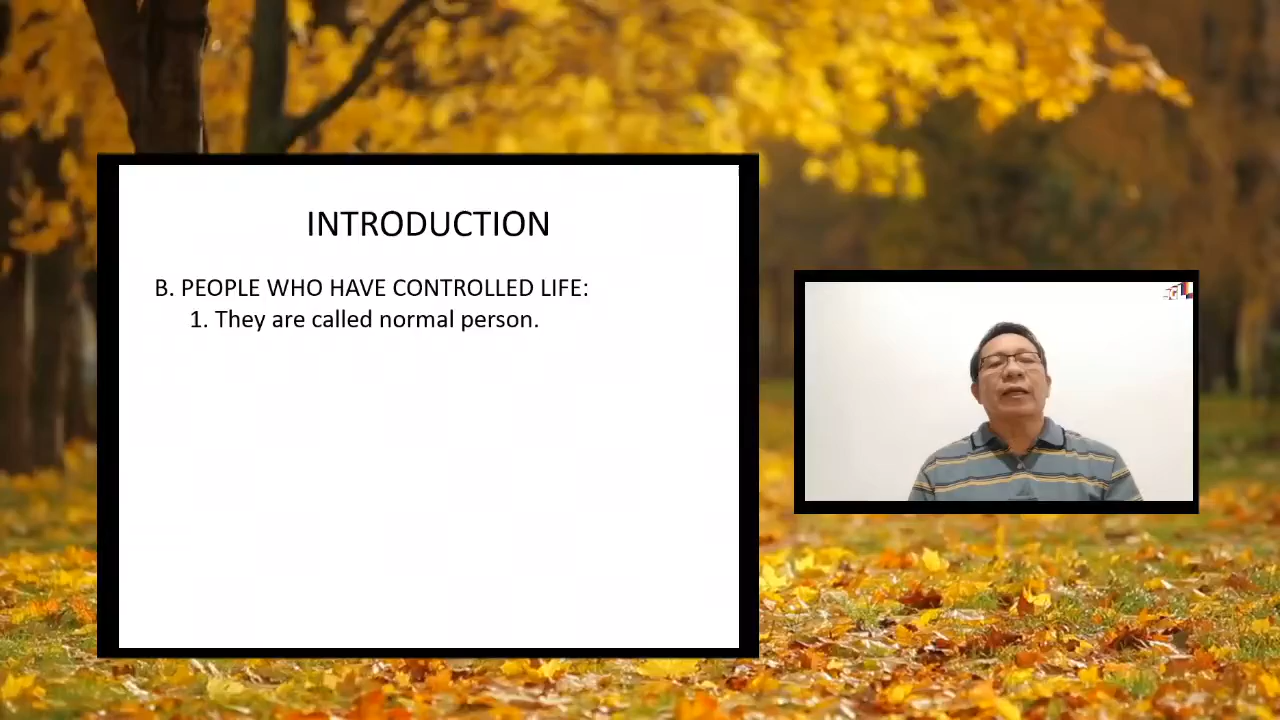 INTRODUCTION
B. PEOPLE WHO HAVE CONTROLLED LIFE:
1. They are called normal person.